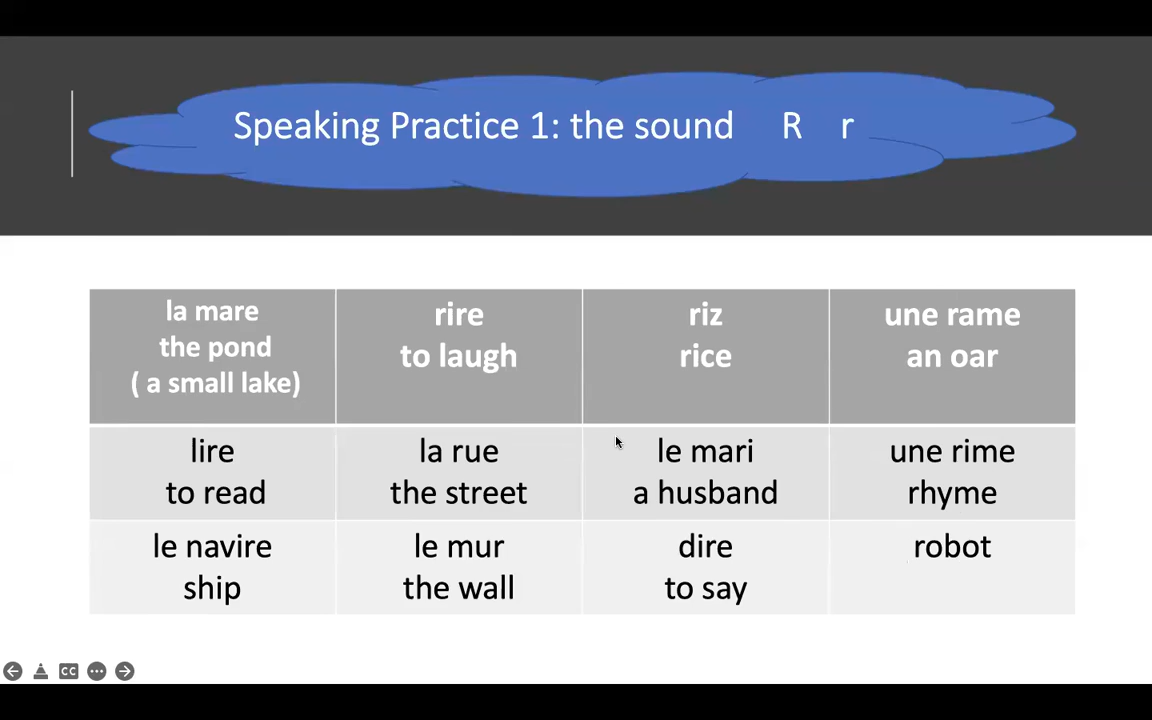 Speaking Practice 1: the sound R r
la mare
the pond
( a small lake)
rire
to laugh
riz
rice
une rame
an oar
lire
to read
la rue
the street
le mari
a husband
une rime
rhyme
le navire
ship
le mur
the wall
dire
to say
robot
CC